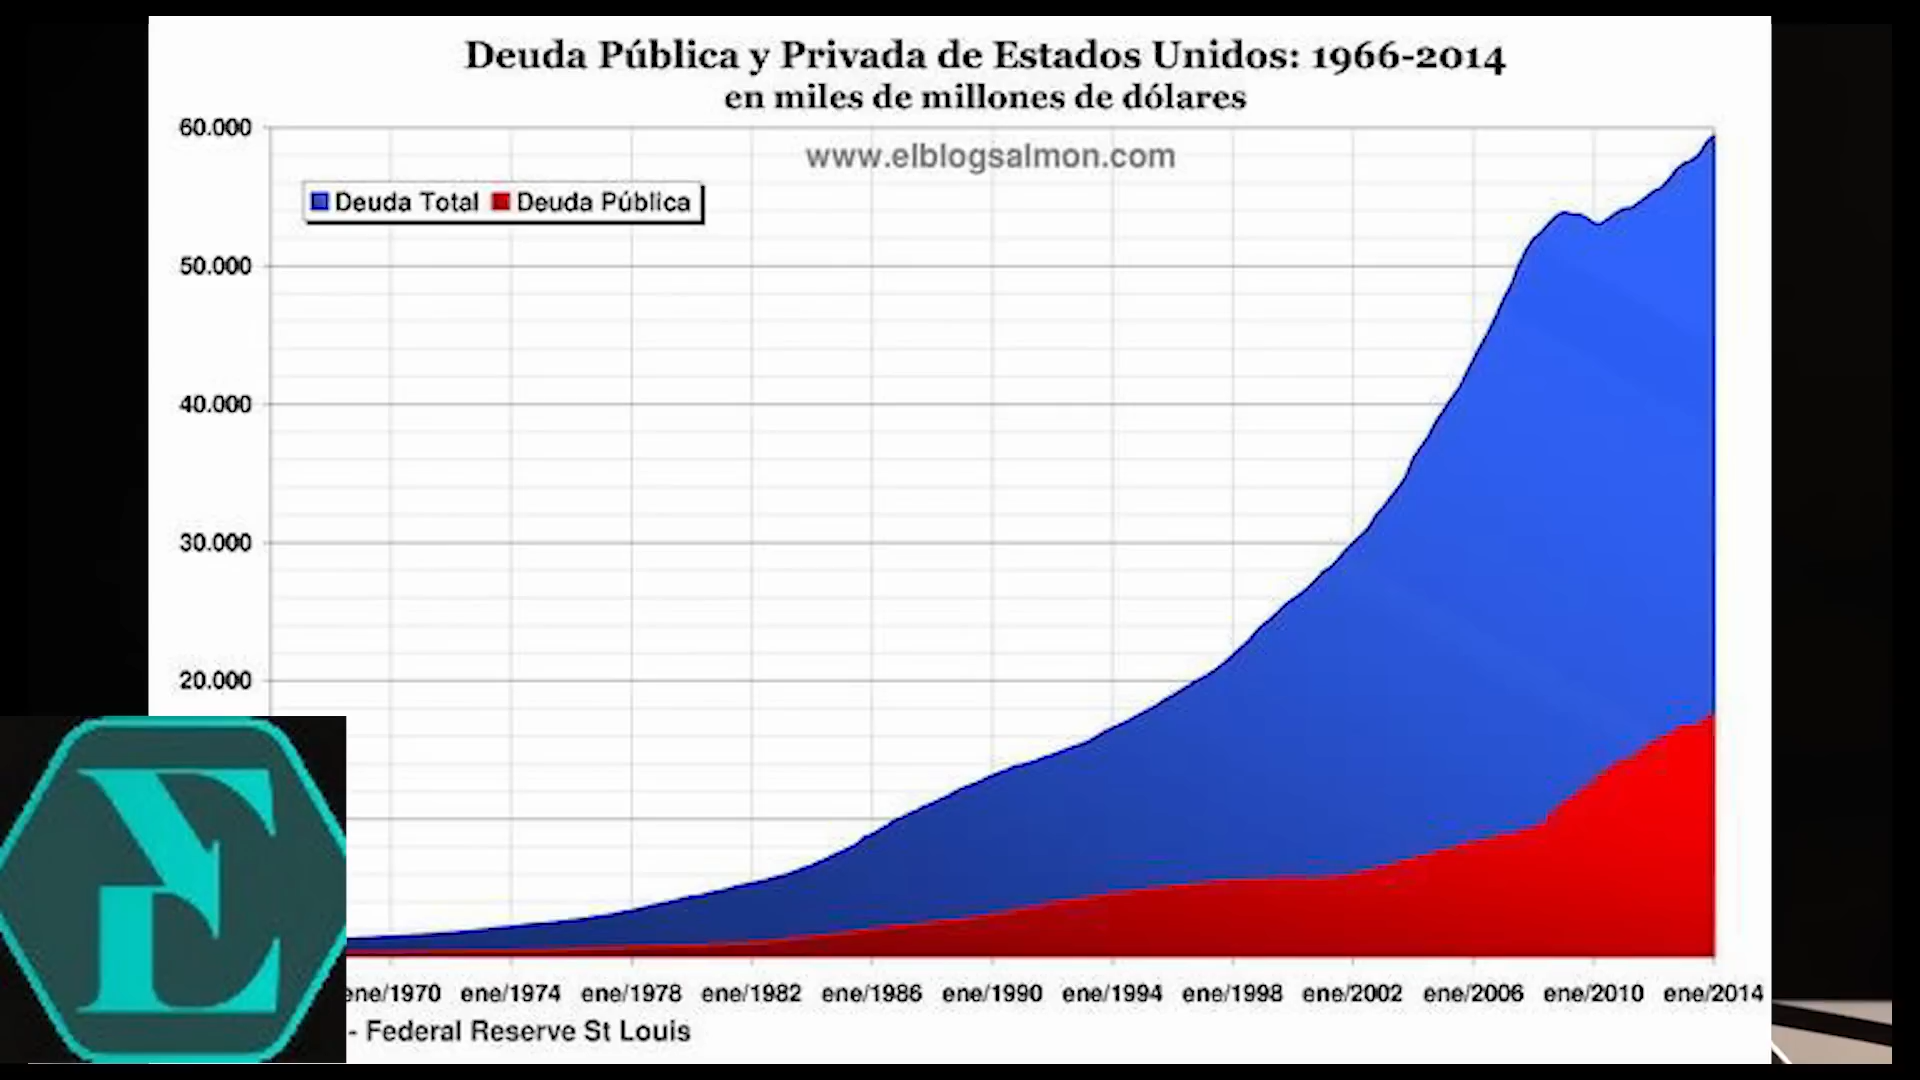 Deuda Pública y Privada de Estados Unidos: 1966-2014
en miles de millones de dólares
60.000
www.elblogsalmon.com
Deuda Total Deuda Pública
50.000
40.000
30.000
20.000
ene/1970 ene/1974 ene/1978 ene/1982 ene/1986 ene/1990 ene/1994 ene/1998 ene/2002 ene/2006 ene/2010 ene/2014
- Federal Reserve St Louis